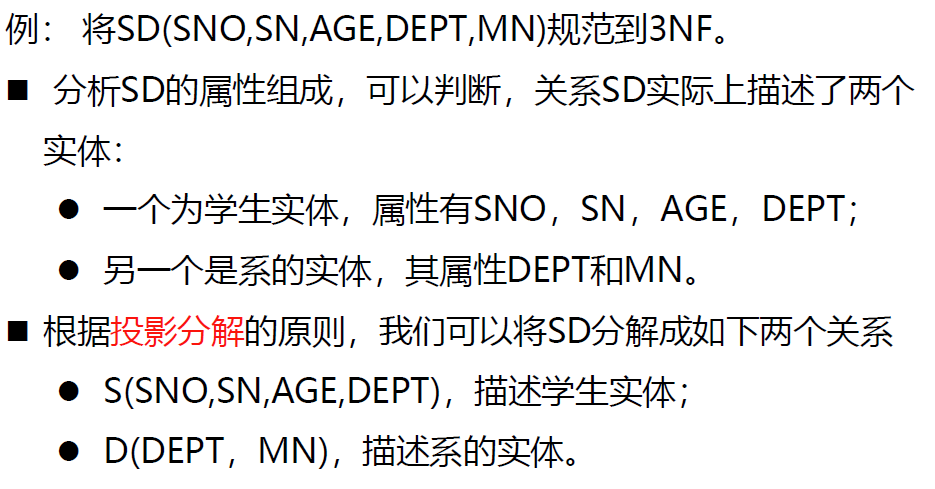 例： 将SD(SNO,SN,AGE,DEPT,MN)规范到3NF。
■ 分析SD的属性组成，可以判断，关系SD实际上描述了两个
实体：
● 一个为学生实体，属性有SNO，SN，AGE，DEPT；
● 另一个是系的实体，其属性DEPT和MN。
■ 根据投影分解的原则，我们可以将SD分解成如下两个关系
● S(SNO,SN,AGE,DEPT)，描述学生实体；
● D(DEPT，MN)，描述系的实体。